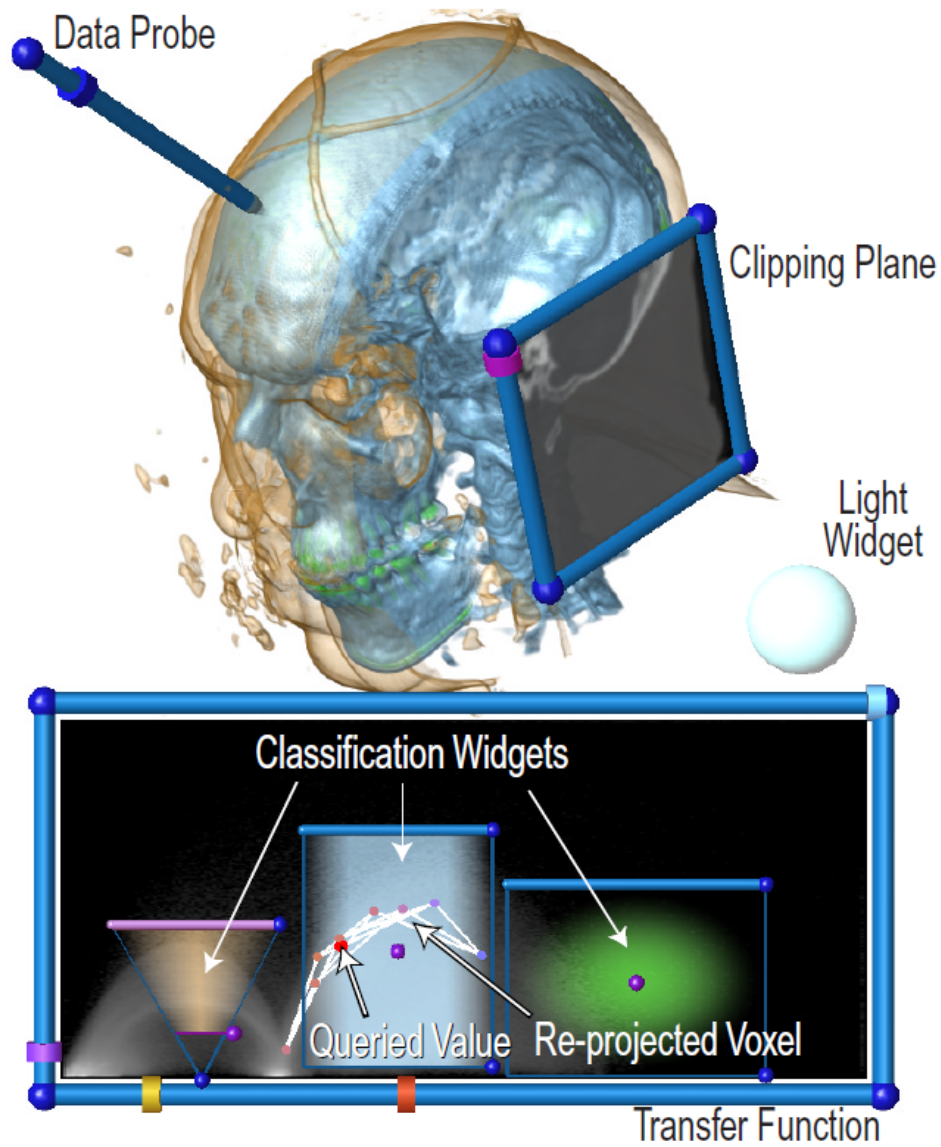 Data Probe
Clipping Plane
Light
Widget
Classification Widgets
Queried Value
Re-projected Voxel
Transfer Function